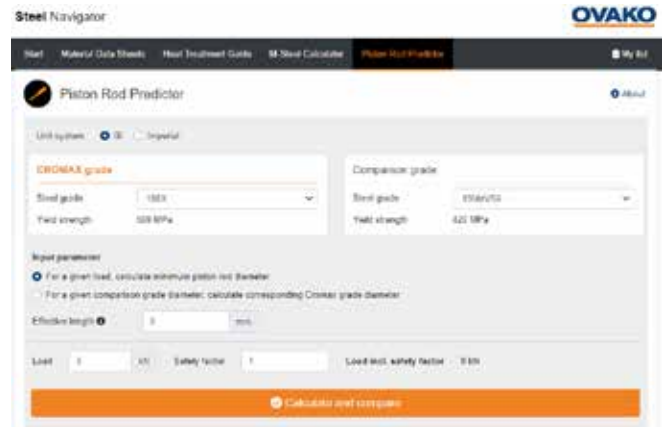 Steel Navigator
OVAKO
Start Material Data Sheets Heat Treatment Guide M-Steel Calculator Piston Rod Predictor My list
Piston Rod Predictor
About
Unit system SI Imperial
CROMAX grade
Comparison grade
Steel grade
Steel grade
Yield strength MPa
Yield strength MPa
Input parameter
For a given load, calculate minimum piston rod diameter
For a given comparison grade diameter, calculate corresponding Cromax grade diameter
Effective length mm
Load kN Safety factor Load incl. safety factor kN
Calculate and compare